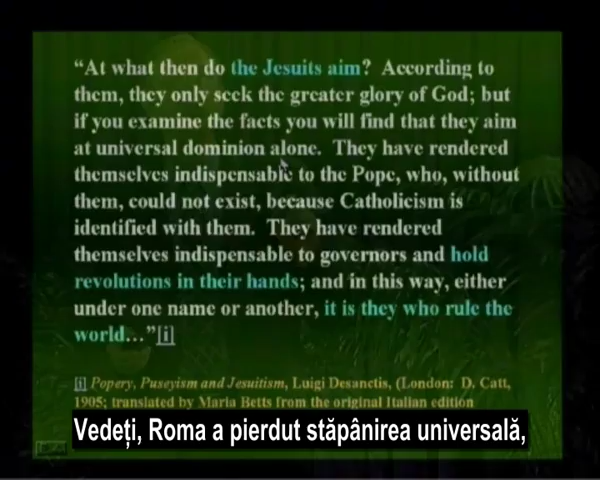 “At what then do the Jesuits aim? According to
them, they only seek the greater glory of God; but
if you examine the facts you will find that they aim
at universal dominion alone. They have rendered
themselves indispensable to the Pope, who, without
them, could not exist, because Catholicism is
identified with them. They have rendered
themselves indispensable to governors and hold
revolutions in their hands; and in this way, either
under one name or another, it is they who rule the
world…”[i]
[i] Popery, Puseyism and Jesuitism, Luigi Desanctis, (London: D. Catt,
1905; translated by Maria Betts from the original Italian edition
Vedeți, Roma a pierdut stăpânirea universală,